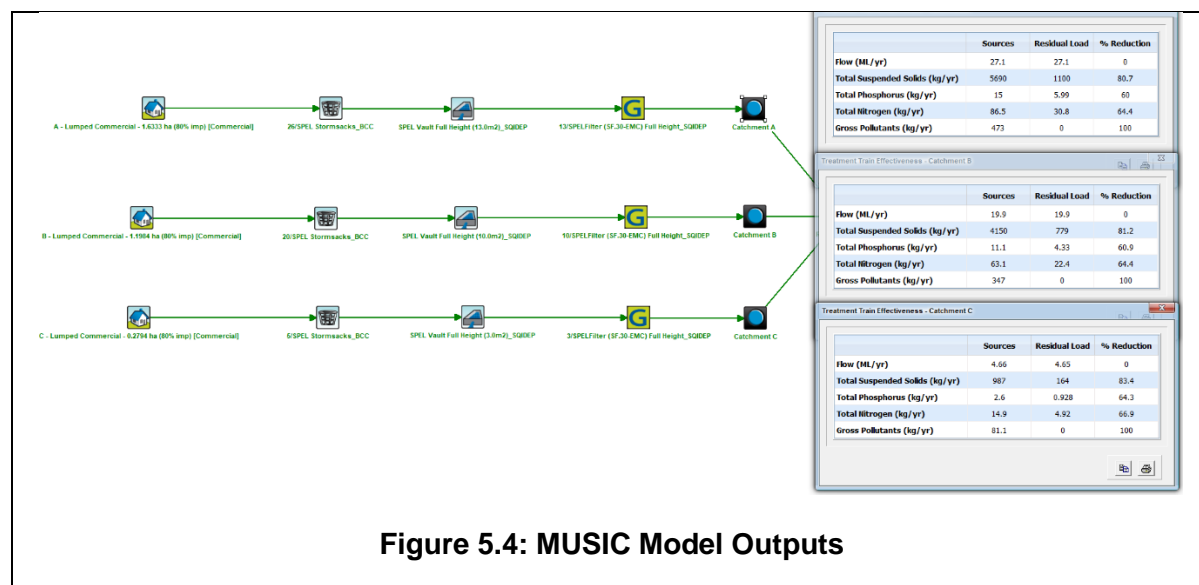 Sources Residual Load % Reduction
Flow (ML/yr) 27.1 27.1 0
Total Suspended Solids (kg/yr) 5690 1100 80.7
Total Phosphorus (kg/yr) 15 5.99 60
Total Nitrogen (kg/yr) 86.5 30.8 64.4
Gross Pollutants (kg/yr) 473 0 100
A - Lumped Commercial - 1.6333 ha (80% imp) [Commercial]
26/SPEL Stormsacks_BCC
SPEL Vault Full Height (13.0m2)_SQIDEP
13/SPELFilter (SF.30-EMC) Full Height_SQIDEP
Catchment A
Treatment Train Effectiveness - Catchment B
Sources Residual Load % Reduction
Flow (ML/yr) 19.9 19.9 0
Total Suspended Solids (kg/yr) 4150 779 81.2
Total Phosphorus (kg/yr) 11.1 4.33 60.9
Total Nitrogen (kg/yr) 63.1 22.4 64.4
Gross Pollutants (kg/yr) 347 0 100
B - Lumped Commercial - 1.1984 ha (80% imp) [Commercial]
20/SPEL Stormsacks_BCC
SPEL Vault Full Height (10.0m2)_SQIDEP
10/SPELFilter (SF.30-EMC) Full Height_SQIDEP
Catchment B
Treatment Train Effectiveness - Catchment C
Sources Residual Load % Reduction
Flow (ML/yr) 4.66 4.65 0
Total Suspended Solids (kg/yr) 987 164 83.4
Total Phosphorus (kg/yr) 2.6 0.928 64.3
Total Nitrogen (kg/yr) 14.9 4.92 66.9
Gross Pollutants (kg/yr) 81.1 0 100
C - Lumped Commercial - 0.2794 ha (80% imp) [Commercial]
SPEL Stormsacks_BCC
SPEL Vault Full Height (3.0m2)_SQIDEP
3/SPELFilter (SF.30-EMC) Full Height_SQIDEP
Catchment C
Figure 5.4: MUSIC Model Outputs